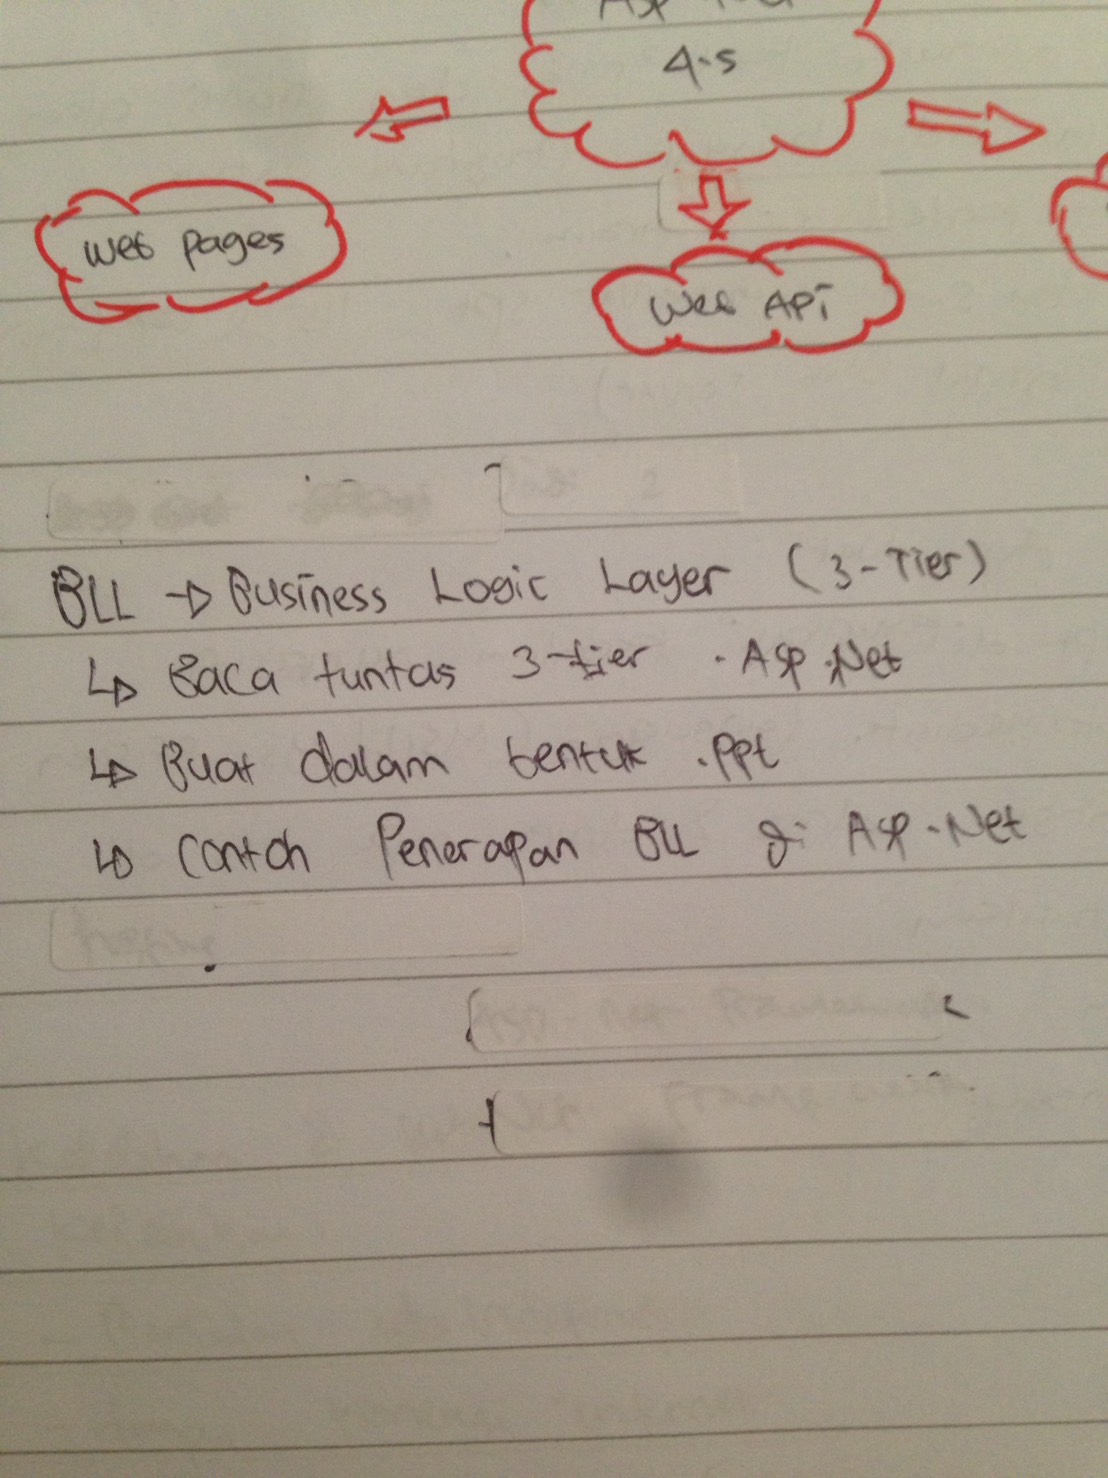 Asp
4.5
Web Pages
Web API
BLL → Business Logic Layer (3-Tier)
↳ Baca tuntas 3-tier . Asp.Net
↳ Buat dalam bentuk .ppt
↳ Contoh Penerapan BLL di Asp.Net